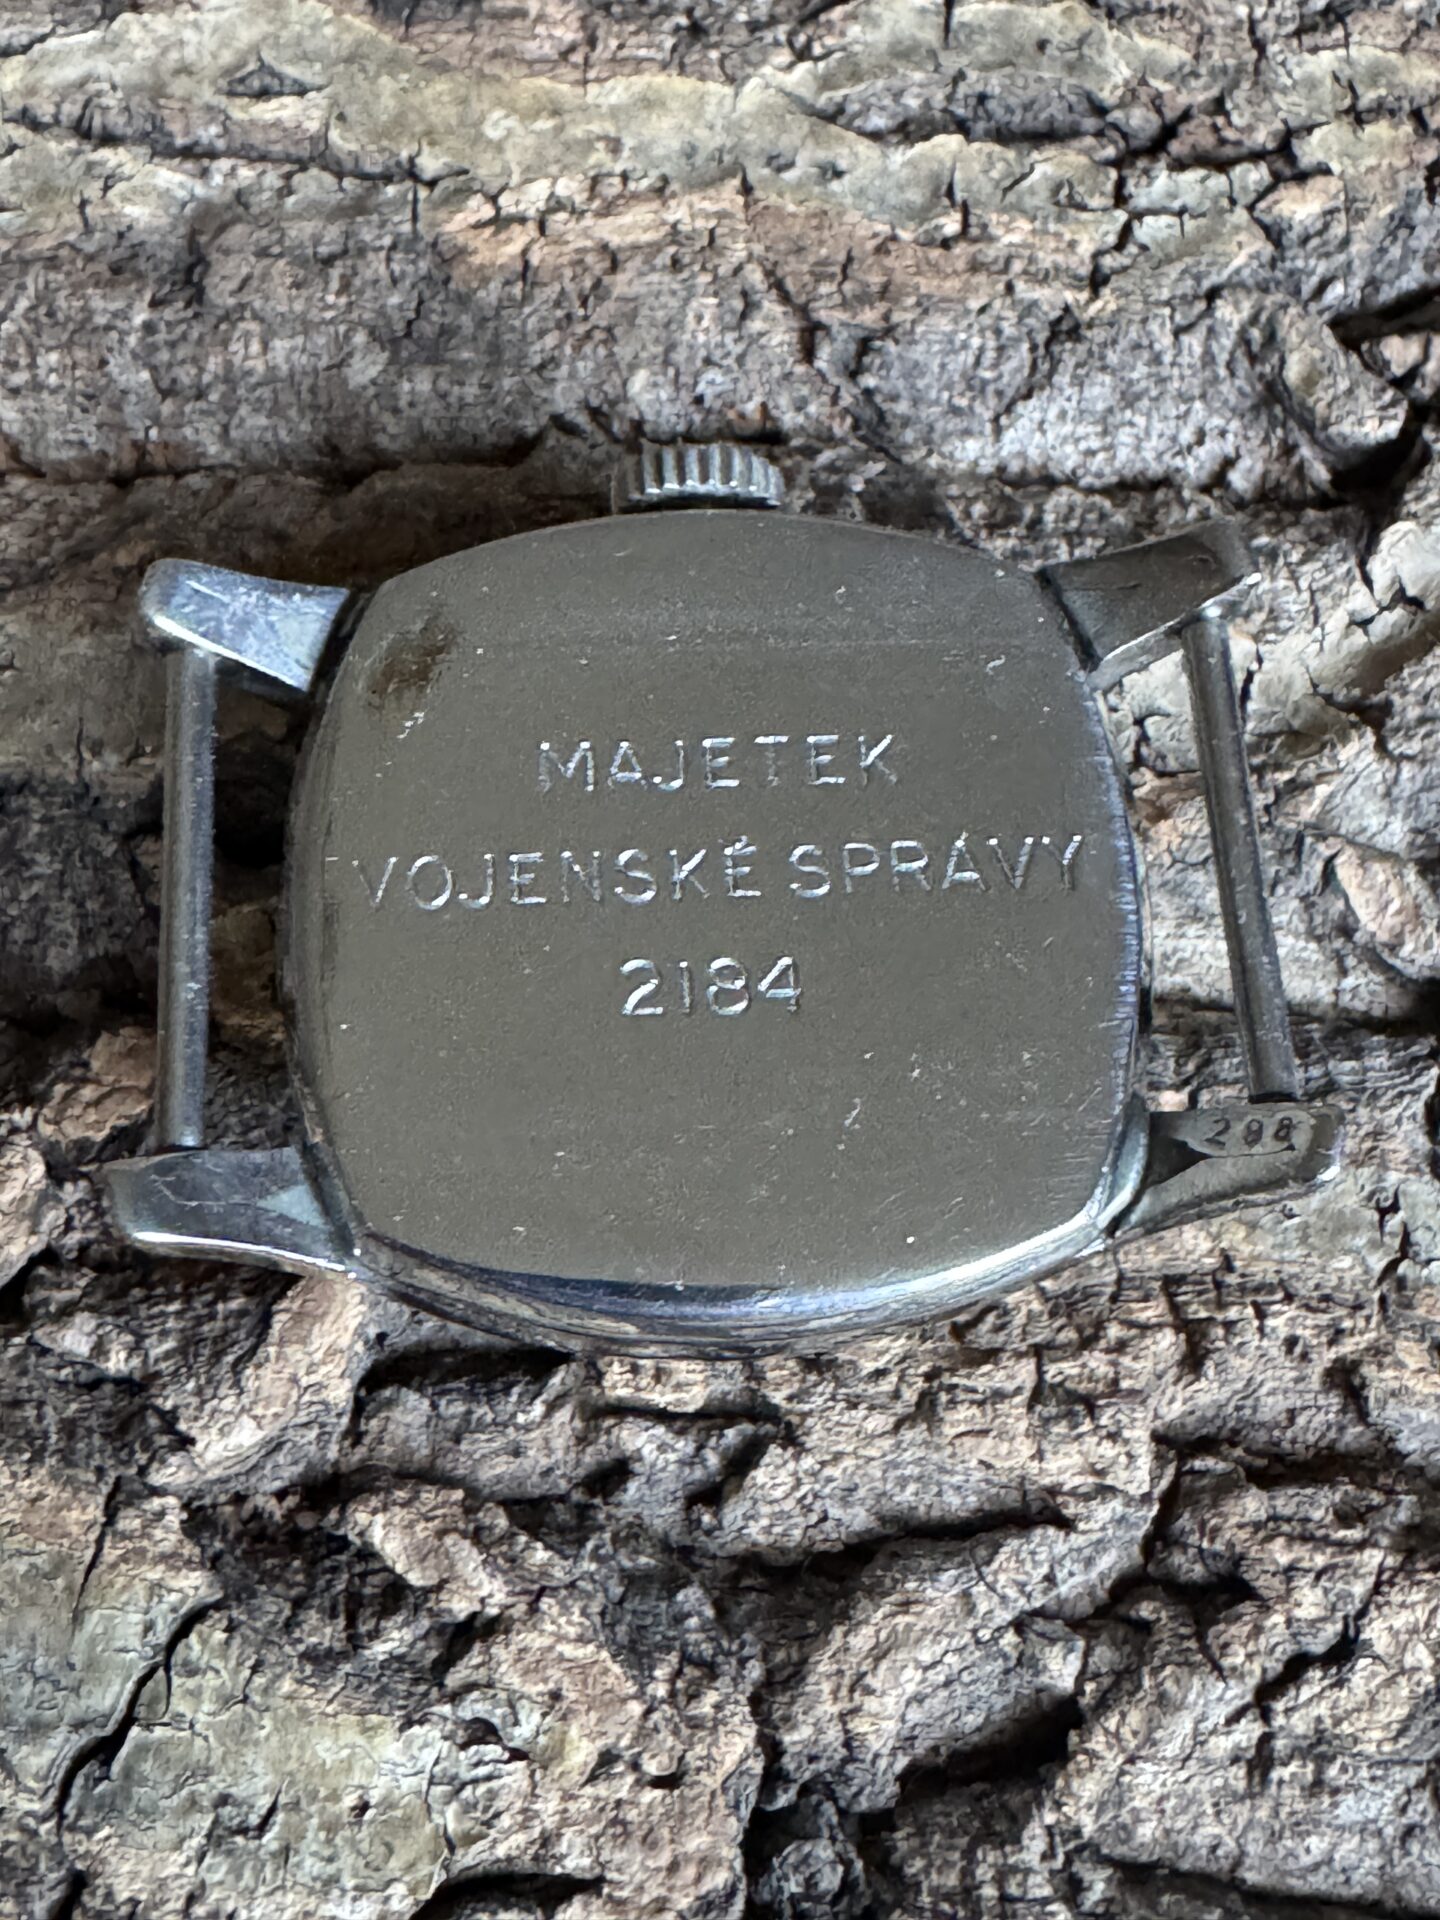 MAJETEK
VOJENSKÉ SPRÁVY
2184
288